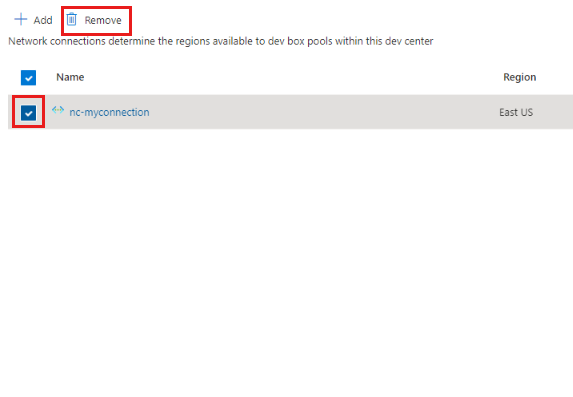 Add Remove
Network connections determine the regions available to dev box pools within this dev center
Name Region
nc-myconnection East US